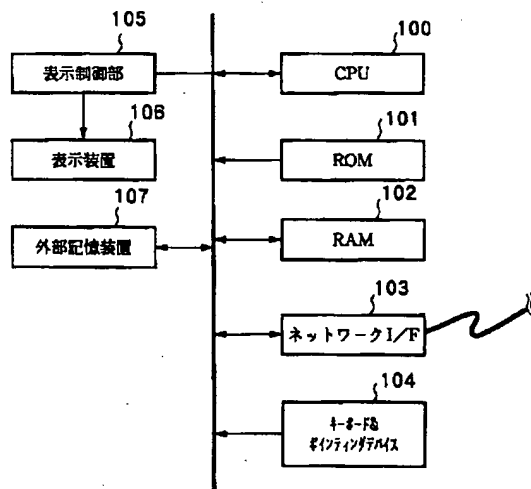 105
表示制御部
106
表示装置
107
外部記憶装置
100
CPU
101
ROM
102
RAM
103
ネットワークI/F
104
キーボード&
ポインティングデバイス